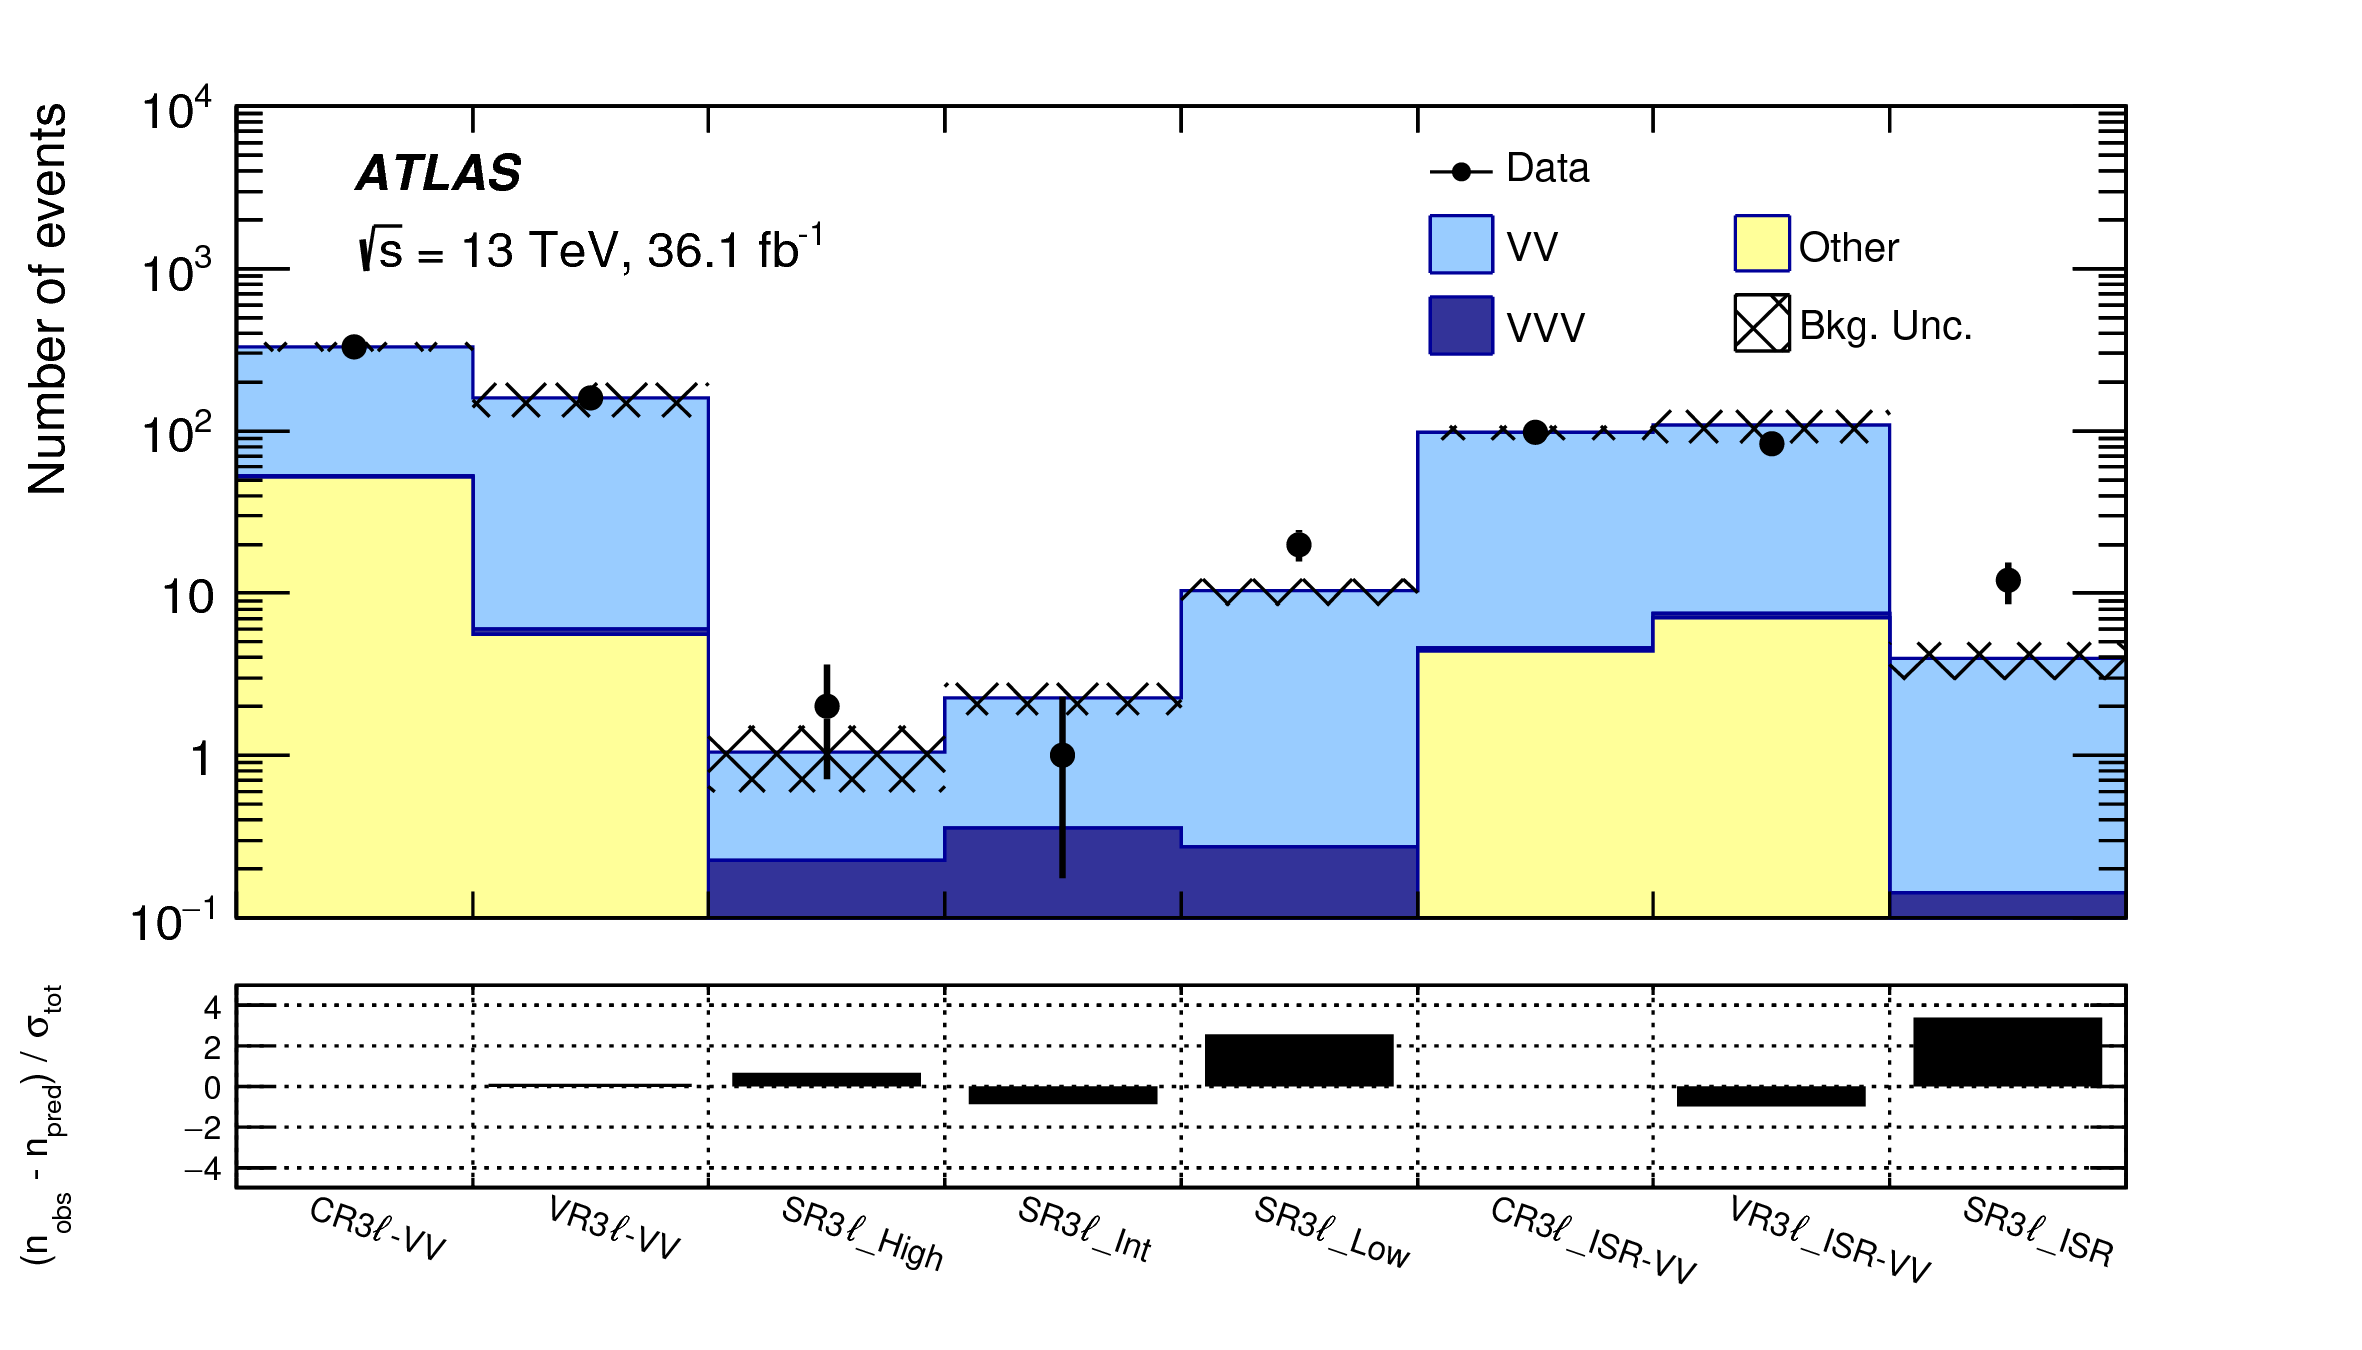 Number of events
10⁴
10³
10²
10
1
10⁻¹
ATLAS
√s = 13 TeV, 36.1 fb⁻¹
Data
VV
Other
VVV
Bkg. Unc.
(n_obs - n_pred) / σ_tot
4
2
0
−2
−4
CR3ℓ-VV
VR3ℓ-VV
SR3ℓ_High
SR3ℓ_Int
SR3ℓ_Low
CR3ℓ_ISR-VV
VR3ℓ_ISR-VV
SR3ℓ_ISR